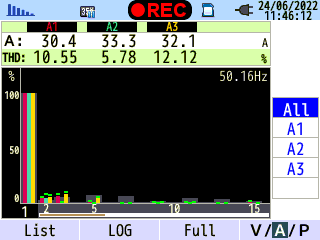 REC 24/06/2022
11:46:12
A1 A2 A3
A: 30.4 33.3 32.1 A
THD: 10.55 5.78 12.12 %
% 50.16Hz
100
50
0
1 2 5 10 15
All
A1
A2
A3
List LOG Full V/A/P